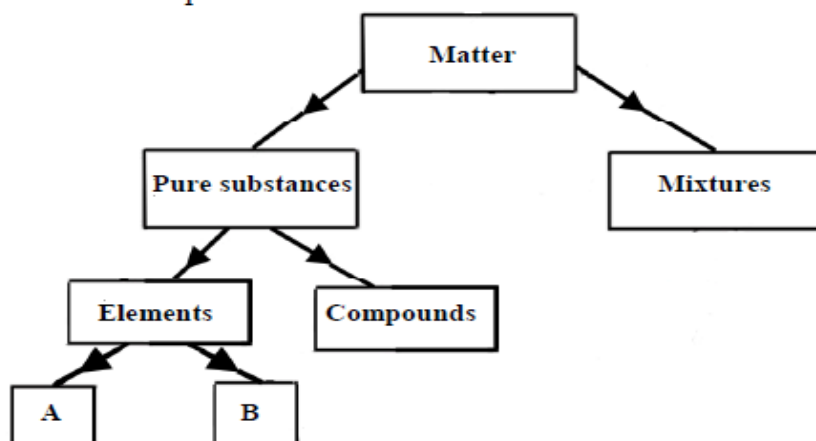 Matter
Pure substances
Mixtures
Elements
Compounds
A
B